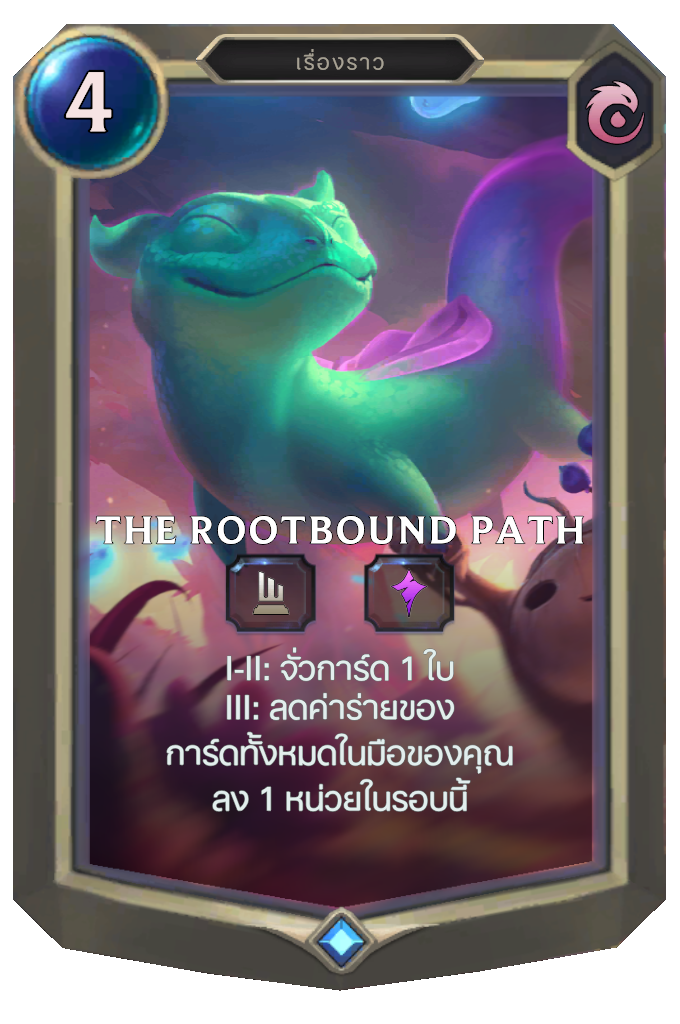 4
เรื่องราว
THE ROOTBOUND PATH
I-II: จั่วการ์ด 1 ใบ
III: ลดค่าร่ายของ
การ์ดทั้งหมดในมือของคุณ
ลง 1 หน่วยในรอบนี้